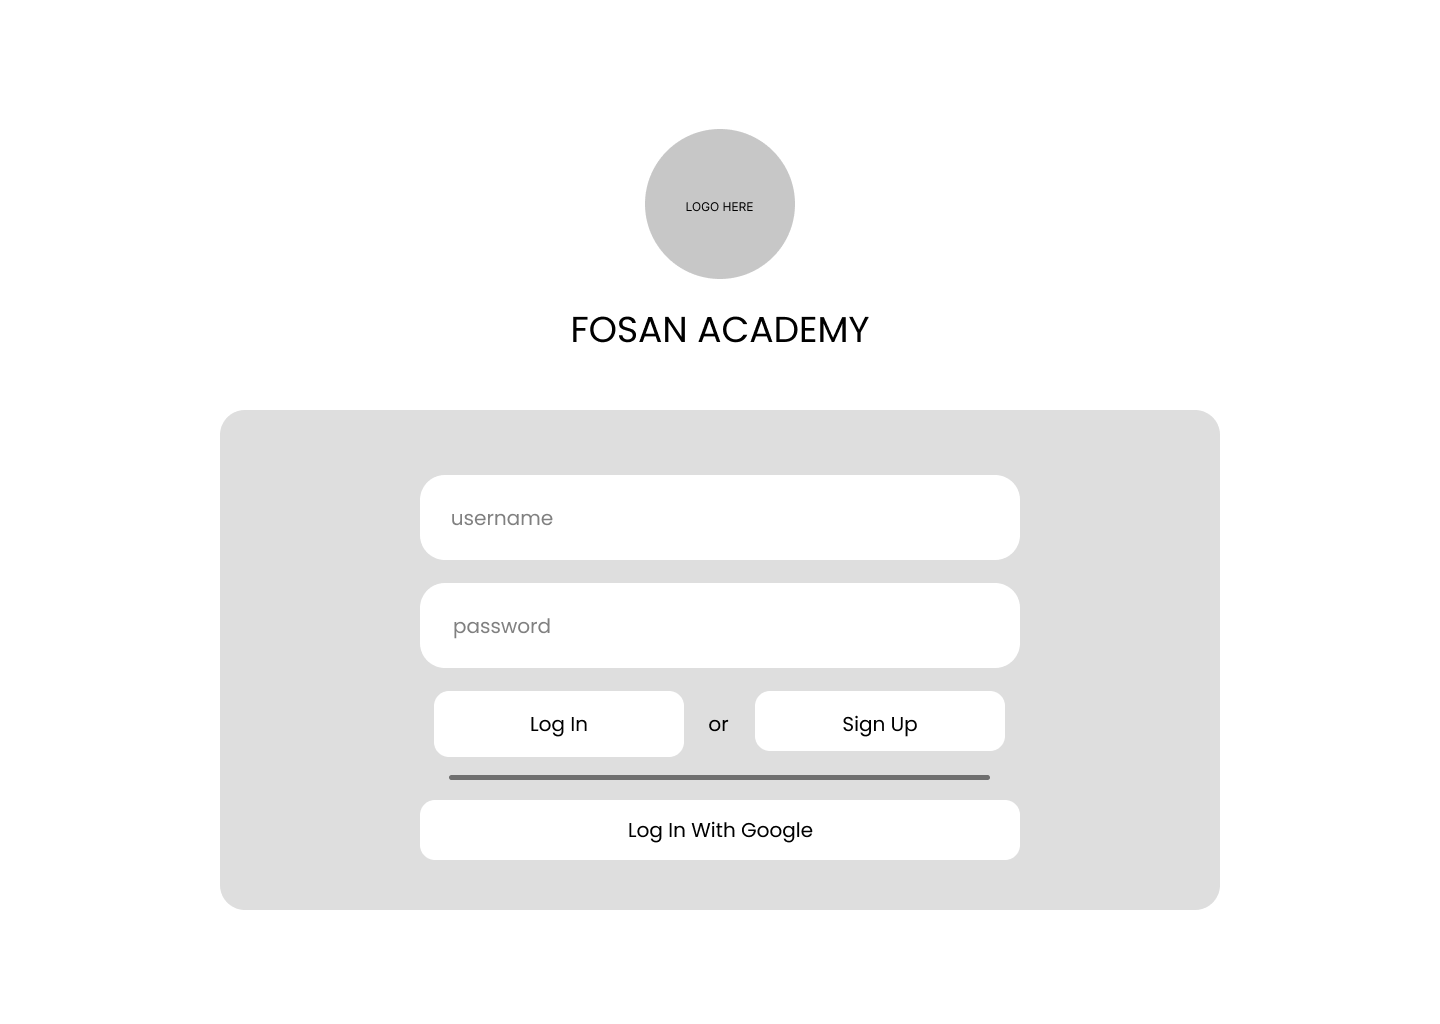 LOGO HERE
FOSAN ACADEMY
username
password
Log In or Sign Up
Log In With Google